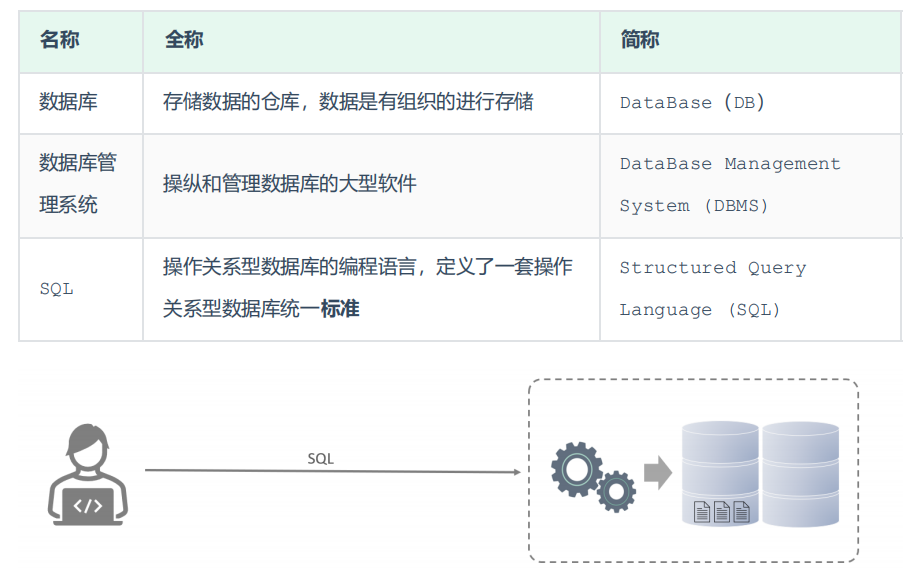 名称 全称 简称
数据库 存储数据的仓库，数据是有组织的进行存储 DataBase（DB）
数据库管
理系统
操纵和管理数据库的大型软件
DataBase Management
System (DBMS)
SQL
操作关系型数据库的编程语言，定义了一套操作
关系型数据库统一标准
Structured Query
Language (SQL)
SQL
</>